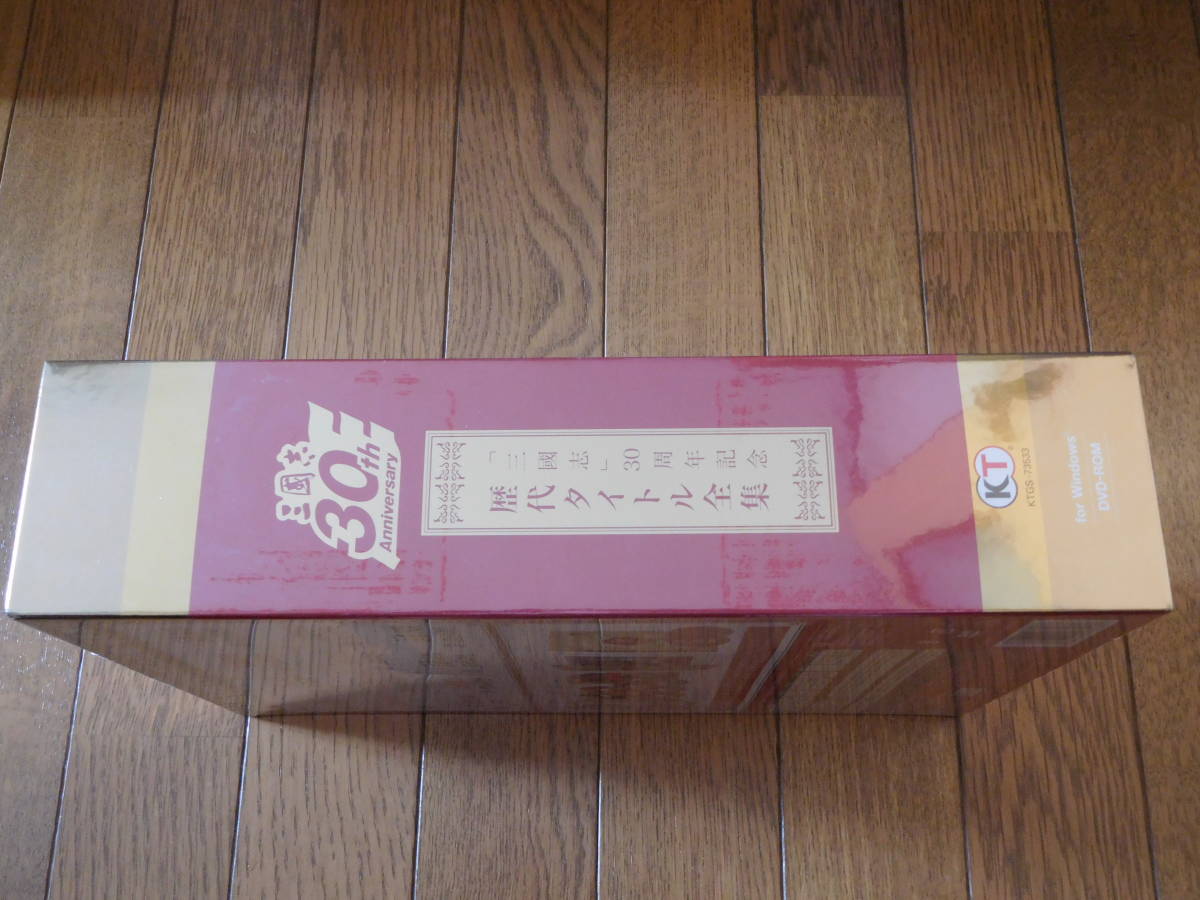 三國志
30th
Anniversary
「三國志」30周年記念
歴代タイトル全集
KT
KTGS-73533
for Windows
DVD-ROM